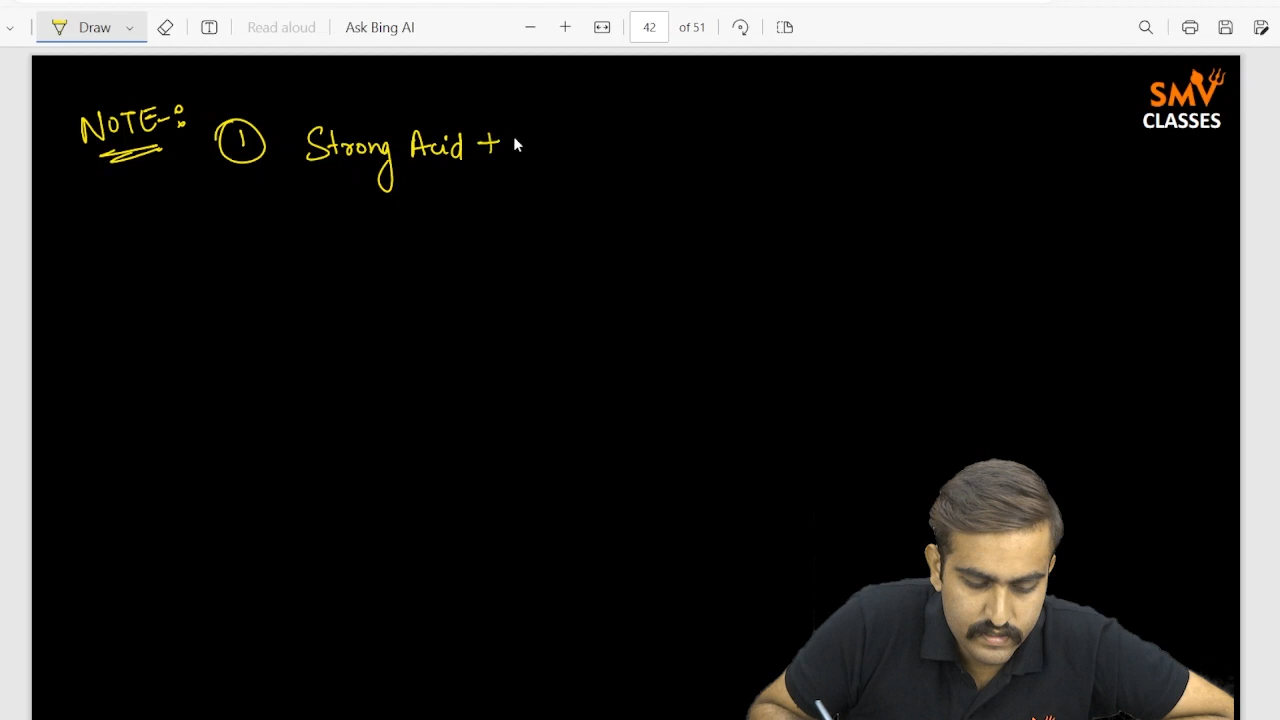 Draw
Read aloud
Ask Bing AI
42 of 51
SMV
CLASSES
NOTE-:
① Strong Acid +